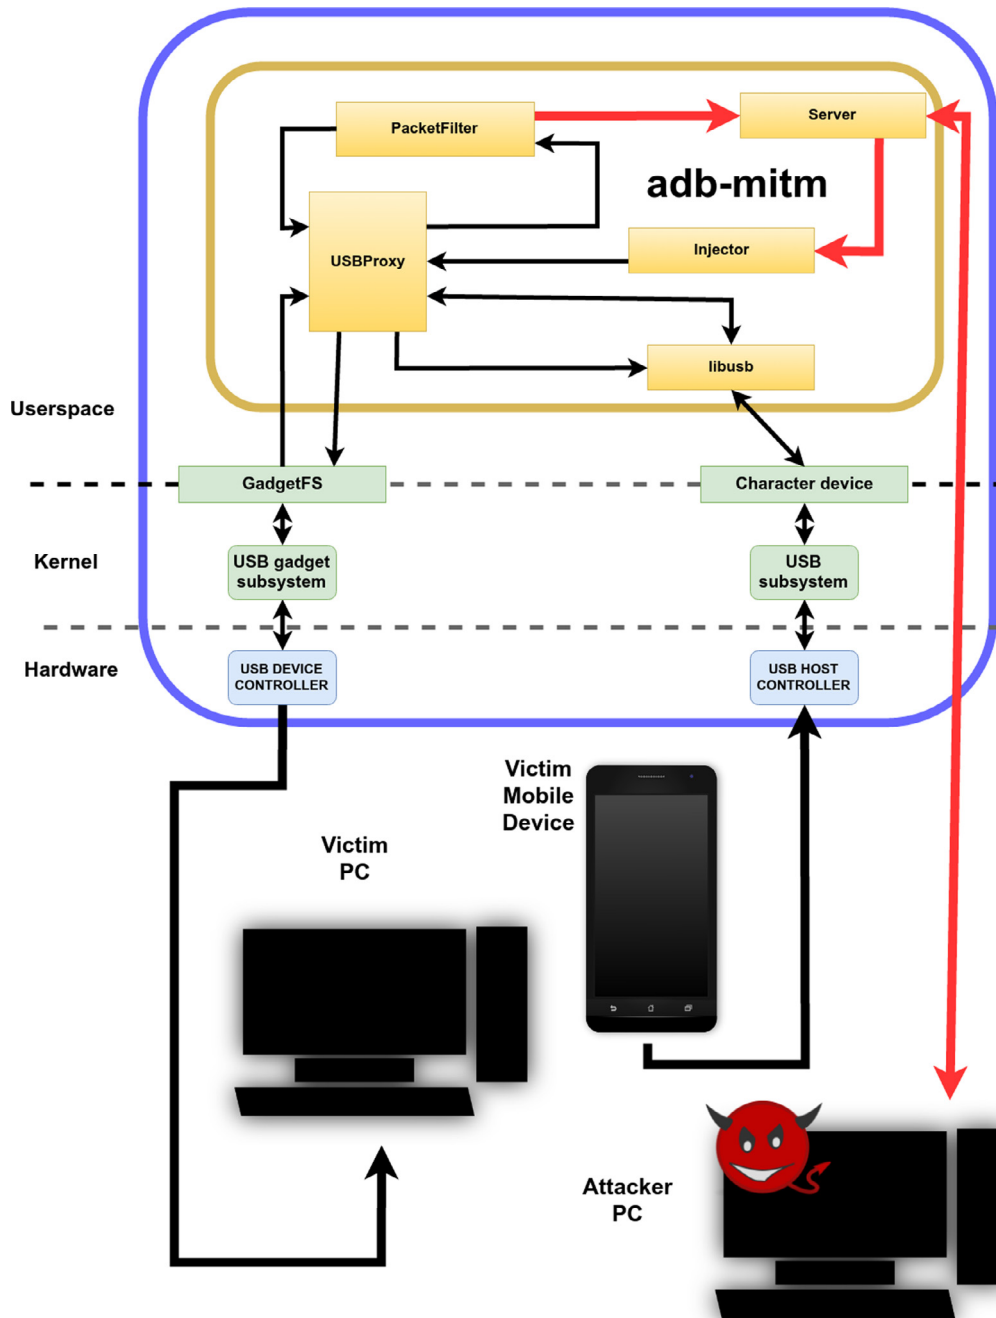 PacketFilter
Server
adb-mitm
Injector
USBProxy
libusb
Userspace
GadgetFS
Character device
Kernel
USB gadget
subsystem
USB
subsystem
Hardware
USB DEVICE
CONTROLLER
USB HOST
CONTROLLER
Victim
Mobile
Device
Victim
PC
Attacker
PC